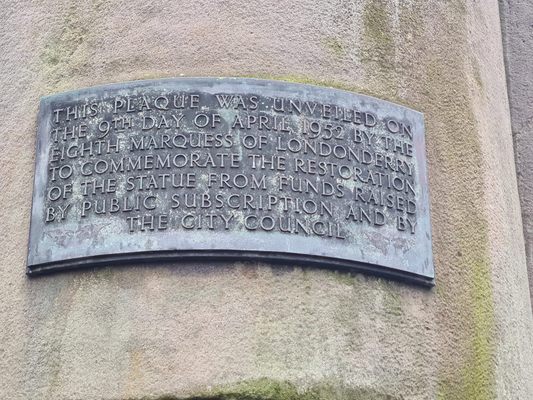 THIS PLAQUE WAS UNVEILED ON
THE 9TH DAY OF APRIL 1952 BY THE
EIGHTH MARQUESS OF LONDONDERRY
TO COMMEMORATE THE RESTORATION
OF THE STATUE FROM FUNDS RAISED
BY PUBLIC SUBSCRIPTION AND BY
THE CITY COUNCIL